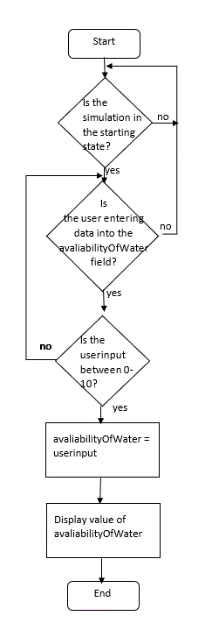 Start
Is the
simulation in
the starting
state?
no
yes
Is
the user entering
data into the
avaliabilityOfWater
field?
no
yes
no
Is the
userinput
between 0-
10?
yes
avaliabilityOfWater =
userinput
Display value of
avaliabilityOfWater
End